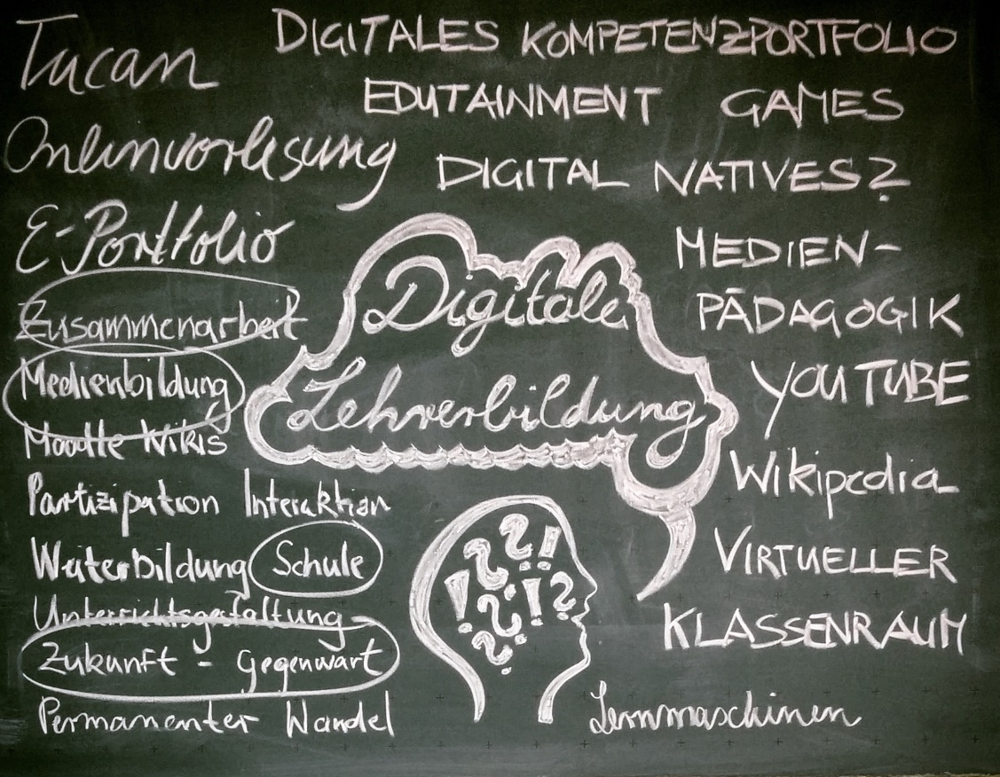 Tucan
DIGITALES KOMPETENZPORTFOLIO
EDUTAINMENT GAMES
Onlinvorlesung
DIGITAL NATIVES?
E-Portfolio
MEDIEN-
PÄDAGOGIK
Digitale
Lehrerbildung
Zusammenarbeit
Medienbildung
Moodle Wikis
YOUTUBE
Partizipation Interaktion
Wikipedia
Weiterbildung Schule
VIRTUELLER
KLASSENRAUM
Unterrichtsgestaltung
Zukunft - Gegenwart
Permanenter Wandel
Lernmaschinen
? ? ! ! ? ! ? ?